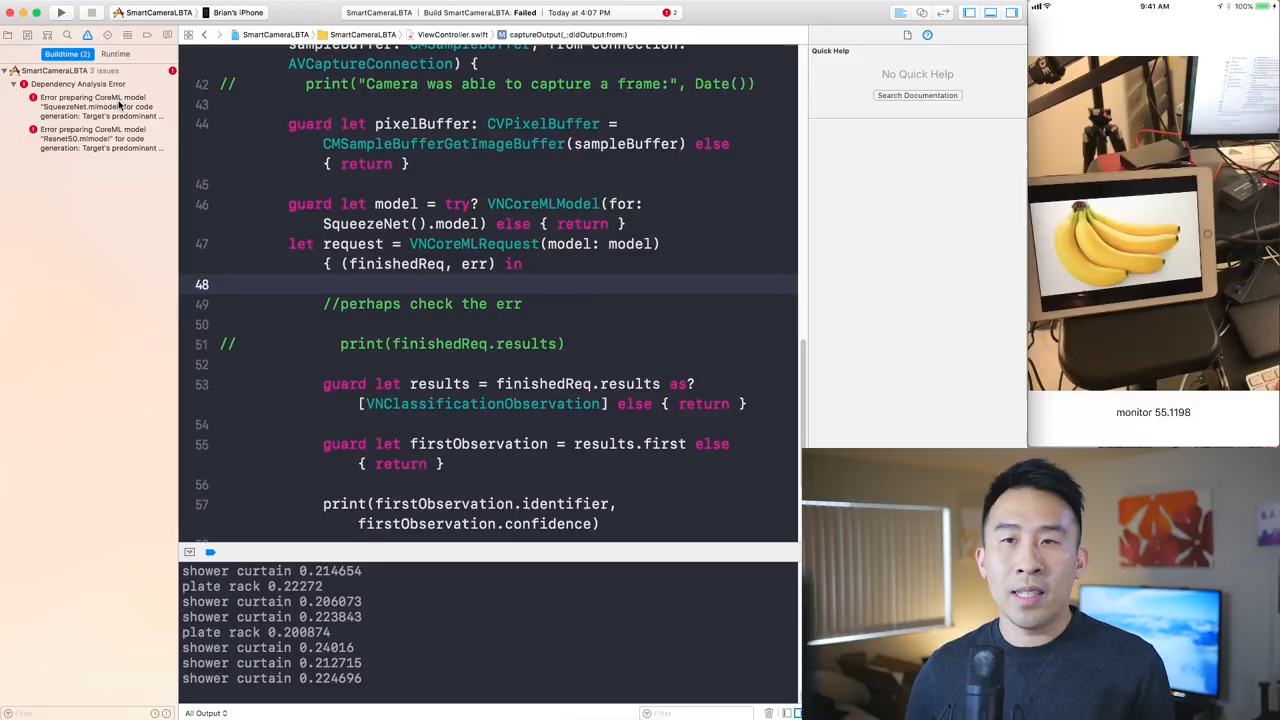 SmartCameraLBTA
Brian's iPhone
SmartCameraLBTA
Build SmartCameraLBTA: Failed
Today at 4:07 PM
2
SmartCameraLBTA
SmartCameraLBTA
ViewController.swift
captureOutput(_:didOutput:from:)
Buildtime (2)
Runtime
SmartCameraLBTA 2 issues
Dependency Analysis Error
Error preparing CoreML model
"SqueezeNet.mlmodel" for code
generation: Target's predominant ...
Error preparing CoreML model
"Resnet50.mlmodel" for code
generation: Target's predominant ...
Filter
sampleBuffer: CMSampleBuffer, from connection:
AVCaptureConnection) {
42 // print("Camera was able to capture a frame:", Date())
43
44 guard let pixelBuffer: CVPixelBuffer =
CMSampleBufferGetImageBuffer(sampleBuffer) else
{ return }
45
46 guard let model = try? VNCoreMLModel(for:
SqueezeNet().model) else { return }
47 let request = VNCoreMLRequest(model: model)
{ (finishedReq, err) in
48
49 //perhaps check the err
50
51 // print(finishedReq.results)
52
53 guard let results = finishedReq.results as?
[VNClassificationObservation] else { return }
54
55 guard let firstObservation = results.first else
{ return }
56
57 print(firstObservation.identifier,
firstObservation.confidence)
shower curtain 0.214654
plate rack 0.22272
shower curtain 0.206073
shower curtain 0.223843
plate rack 0.200874
shower curtain 0.24016
shower curtain 0.212715
shower curtain 0.224696
All Output
Filter
Quick Help
No Quick Help
Search Documentation
9:41 AM
100%
monitor 55.1198